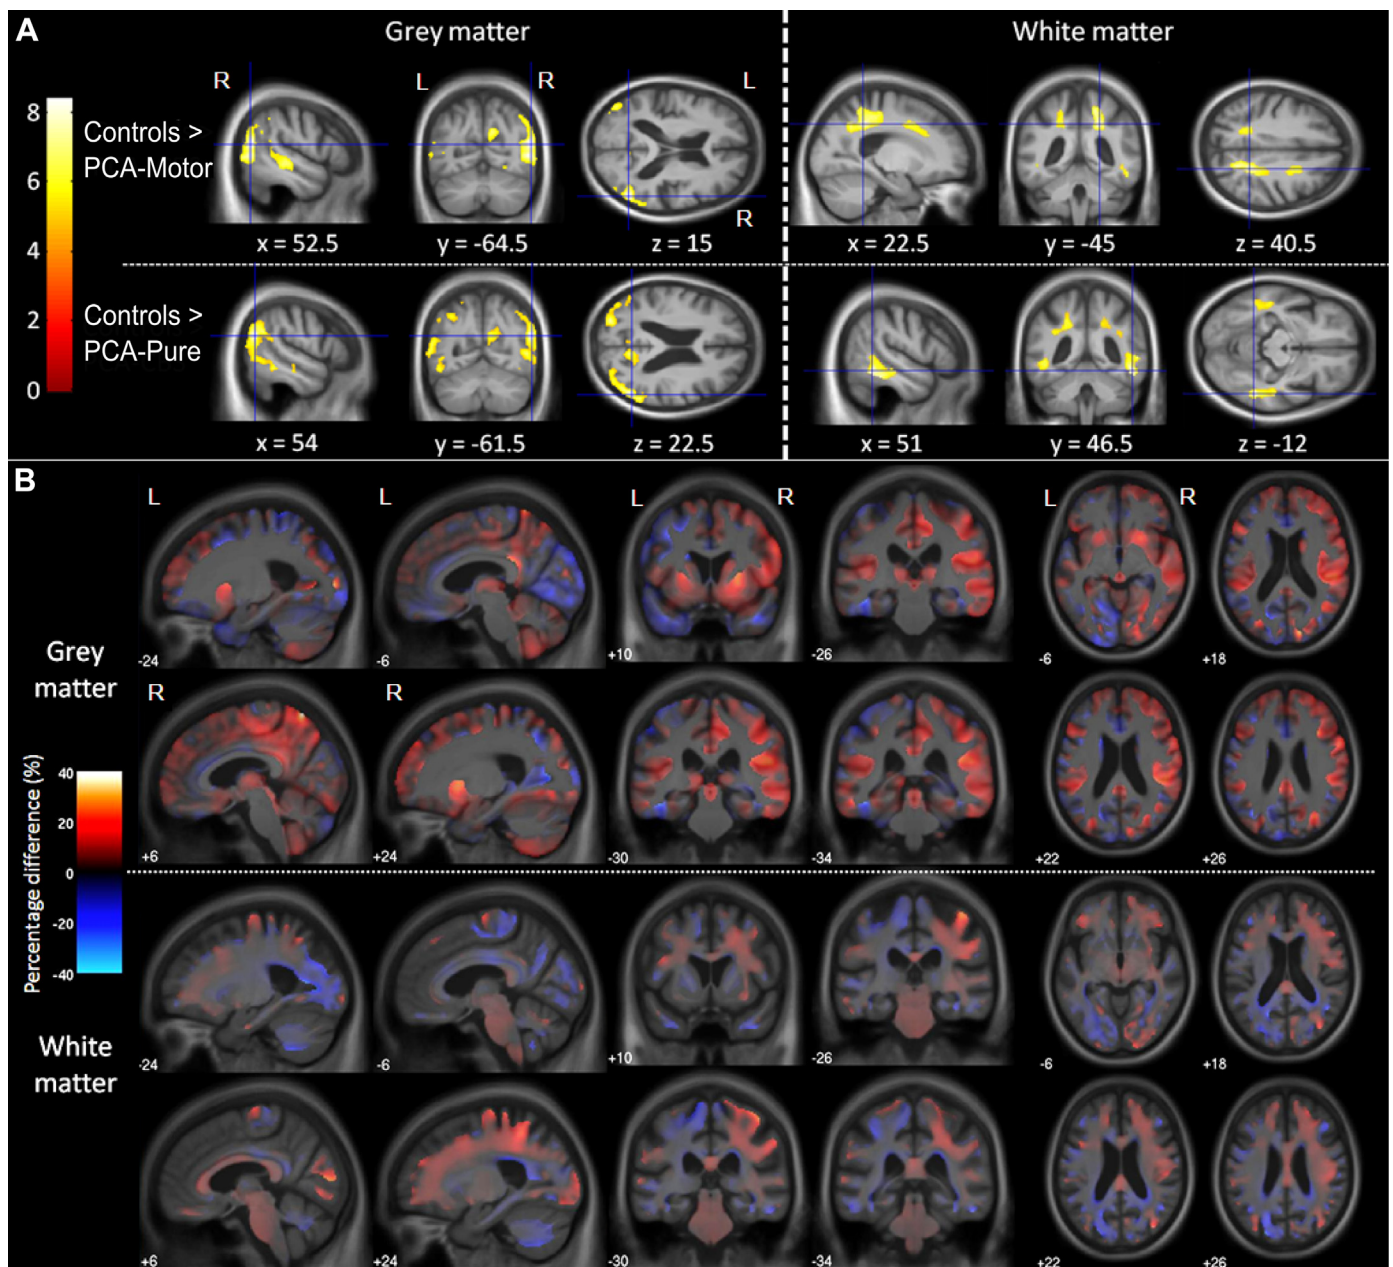 A
Grey matter
White matter
R
L
R
L
8
6
4
2
0
Controls >
PCA-Motor
R
x = 52.5
y = -64.5
z = 15
x = 22.5
y = -45
z = 40.5
Controls >
PCA-Pure
x = 54
y = -61.5
z = 22.5
x = 51
y = 46.5
z = -12
B
L
L
L
R
L
R
-24
-6
+10
-26
-6
+18
Grey
matter
R
R
+6
+24
-30
-34
+22
+26
Percentage difference (%)
40
20
0
-20
-40
-24
-6
+10
-26
-6
+18
White
matter
+6
+24
-30
-34
+22
+26